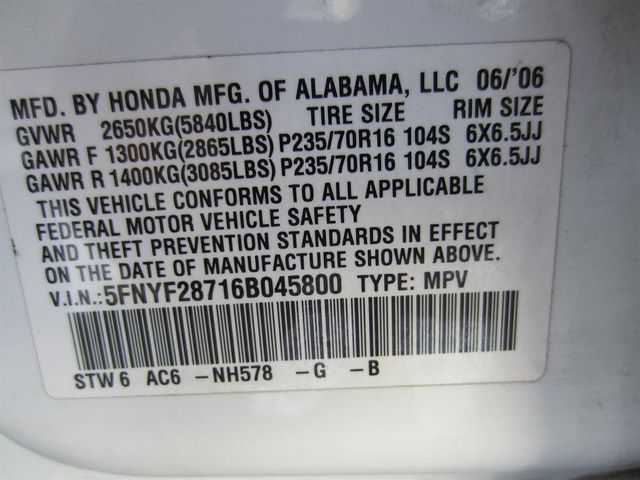 MFD. BY HONDA MFG. OF ALABAMA, LLC 06/'06
GVWR 2650KG(5840LBS) TIRE SIZE RIM SIZE
GAWR F 1300KG(2865LBS) P235/70R16 104S 6X6.5JJ
GAWR R 1400KG(3085LBS) P235/70R16 104S 6X6.5JJ
THIS VEHICLE CONFORMS TO ALL APPLICABLE
FEDERAL MOTOR VEHICLE SAFETY
AND THEFT PREVENTION STANDARDS IN EFFECT
ON THE DATE OF MANUFACTURE SHOWN ABOVE.
V.I.N.:5FNYF28716B045800 TYPE: MPV
STW6 AC6 -NH578 -G -B